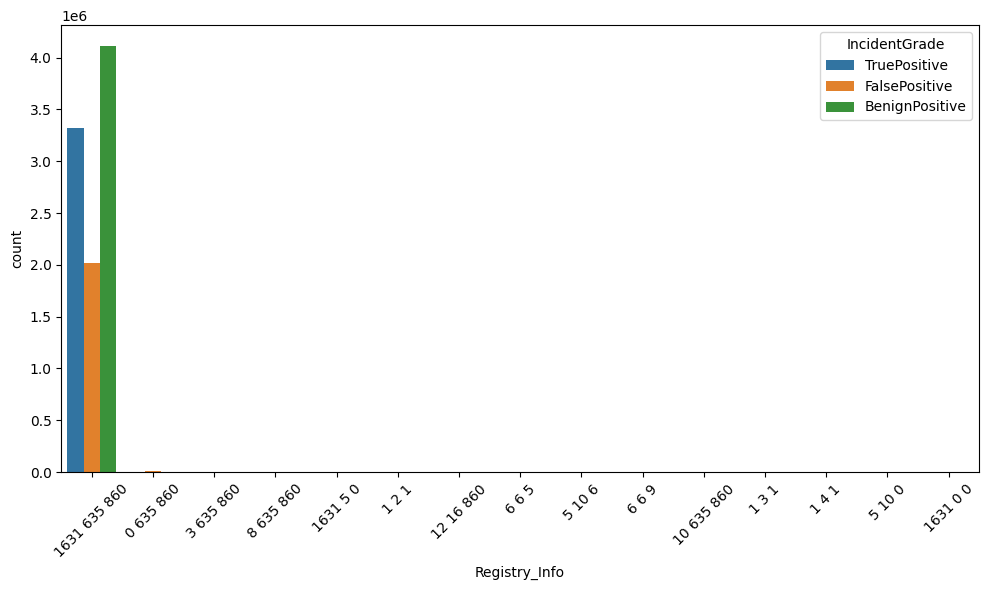 1e6
IncidentGrade
TruePositive
FalsePositive
BenignPositive
4.0
3.5
3.0
2.5
2.0
1.5
1.0
0.5
0.0
count
1631 635 860
0 635 860
3 635 860
8 635 860
1631 5 0
1 2 1
12 16 860
6 6 5
5 10 6
6 6 9
10 635 860
1 3 1
1 4 1
5 10 0
1631 0 0
Registry_Info